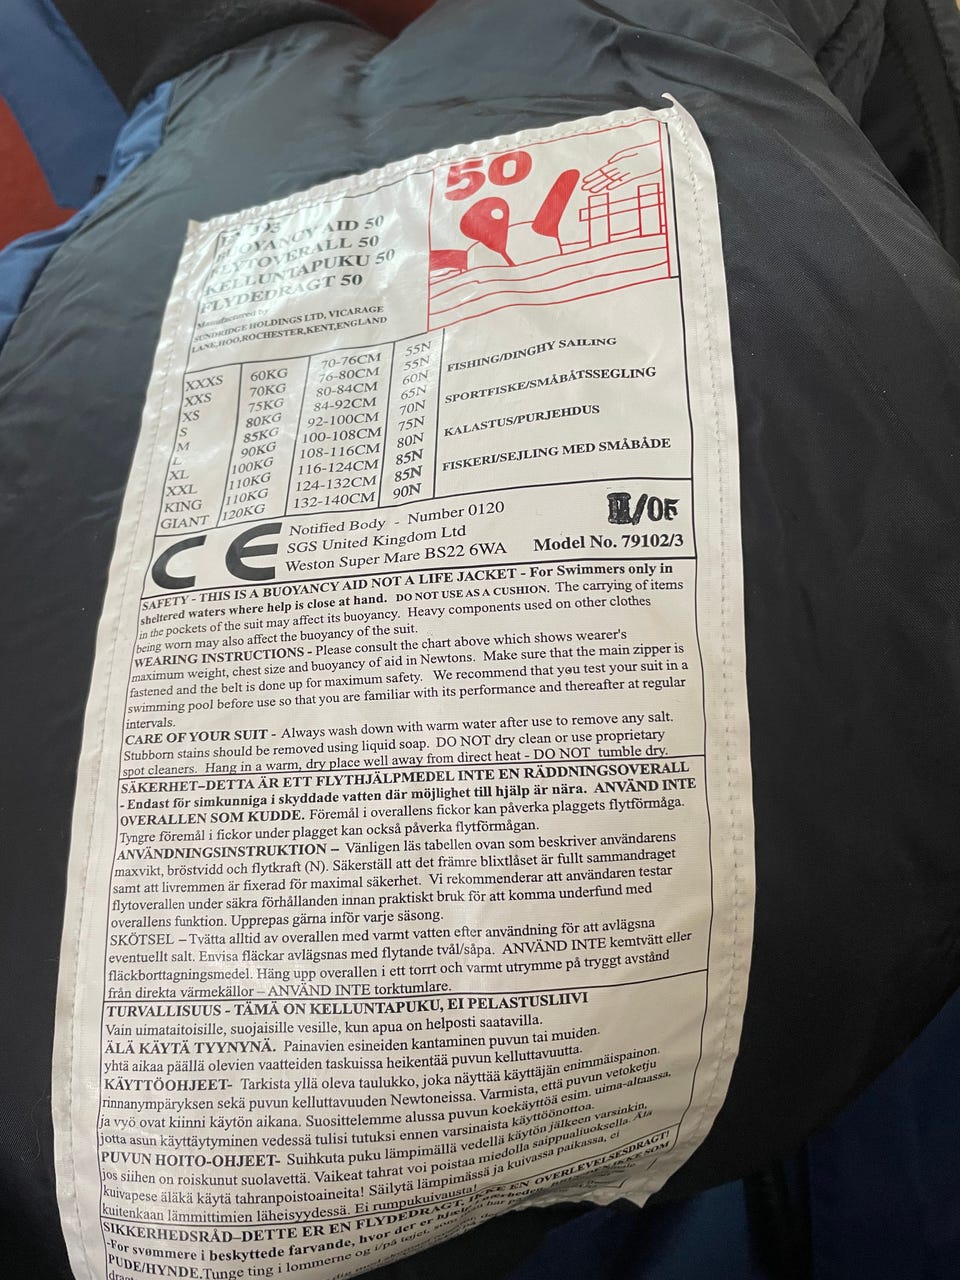 EN 393
BUOYANCY AID 50
FLYTOVERALL 50
KELLUNTAPUKU 50
FLYDEDRAGT 50
Manufactured by
SUNDRIDGE HOLDINGS LTD, VICARAGE
LANE,HOO,ROCHESTER,KENT,ENGLAND
50
XXXS 60KG 70-76CM 55N
XXS 70KG 76-80CM 55N
XS 75KG 80-84CM 60N
S 80KG 84-92CM 65N
M 85KG 92-100CM 70N
L 90KG 100-108CM 75N
XL 100KG 108-116CM 80N
XXL 110KG 116-124CM 85N
KING 110KG 124-132CM 85N
GIANT 120KG 132-140CM 90N
FISHING/DINGHY SAILING
SPORTFISKE/SMÅBÅTSSEGLING
KALASTUS/PURJEHDUS
FISKERI/SEJLING MED SMÅBÅDE
CE
Notified Body - Number 0120
SGS United Kingdom Ltd
Weston Super Mare BS22 6WA
Model No. 79102/3
SAFETY - THIS IS A BUOYANCY AID NOT A LIFE JACKET - For Swimmers only in
sheltered waters where help is close at hand. DO NOT USE AS A CUSHION. The carrying of items
in the pockets of the suit may affect its buoyancy. Heavy components used on other clothes
being worn may also affect the buoyancy of the suit.
WEARING INSTRUCTIONS - Please consult the chart above which shows wearer's
maximum weight, chest size and buoyancy of aid in Newtons. Make sure that the main zipper is
fastened and the belt is done up for maximum safety. We recommend that you test your suit in a
swimming pool before use so that you are familiar with its performance and thereafter at regular
intervals.
CARE OF YOUR SUIT - Always wash down with warm water after use to remove any salt.
Stubborn stains should be removed using liquid soap. DO NOT dry clean or use proprietary
spot cleaners. Hang in a warm, dry place well away from direct heat - DO NOT tumble dry.
SÄKERHET–DETTA ÄR ETT FLYTHJÄLPMEDEL INTE EN RÄDDNINGSOVERALL
- Endast för simkunniga i skyddade vatten där möjlighet till hjälp är nära. ANVÄND INTE
OVERALLEN SOM KUDDE. Föremål i overallens fickor kan påverka plaggets flytförmåga.
Tyngre föremål i fickor under plagget kan också påverka flytförmågan.
ANVÄNDNINGSINSTRUKTION – Vänligen läs tabellen ovan som beskriver användarens
maxvikt, bröstvidd och flytkraft (N). Säkerställ att det främre blixtlåset är fullt sammandraget
samt att livremmen är fixerad för maximal säkerhet. Vi rekommenderar att användaren testar
flytoverallen under säkra förhållanden innan praktiskt bruk för att komma underfund med
overallens funktion. Upprepas gärna inför varje säsong.
SKÖTSEL – Tvätta alltid av overallen med varmt vatten efter användning för att avlägsna
eventuellt salt. Envisa fläckar avlägsnas med flytande tvål/såpa. ANVÄND INTE kemtvätt eller
fläckborttagningsmedel. Häng upp overallen i ett torrt och varmt utrymme på tryggt avstånd
från direkta värmekällor – ANVÄND INTE torktumlare.
TURVALLISUUS - TÄMÄ ON KELLUNTAPUKU, EI PELASTUSLIIVI
Vain uimataitoisille, suojaisille vesille, kun apua on helposti saatavilla.
ÄLÄ KÄYTÄ TYYNYNÄ. Painavien esineiden kantaminen puvun tai muiden.
yhtä aikaa päällä olevien vaatteiden taskuissa heikentää puvun kelluttavuutta.
KÄYTTÖOHJEET- Tarkista yllä oleva taulukko, joka näyttää käyttäjän enimmäispainon.
rinnanympäryksen sekä puvun kelluttavuuden Newtoneissa. Varmista, että puvun vetoketju
ja vyö ovat kiinni käytön aikana. Suosittelemme alussa puvun koekäyttöä esim. uima-altaassa,
jotta asun käyttäytyminen vedessä tulisi tutuksi ennen varsinaista käyttöönottoa.
PUVUN HOITO-OHJEET- Suihkuta puku lämpimällä vedellä käytön jälkeen varsinkin,
jos siihen on roiskunut suolavettä. Vaikeat tahrat voi poistaa miedolla saippualiuoksella. Älä
kuivapese äläkä käytä tahranpoistoaineita! Säilytä lämpimässä ja kuivassa paikassa, ei
kuitenkaan lämmittimien läheisyydessä. Ei rumpukuivausta!
SIKKERHEDSRÅD–DETTE ER EN FLYDEDRAGT, IKKE EN OVERLEVELSESDRAGT!
-For svømmere i beskyttede farvande, hvor der er hjælp
PUDE/HYNDE.Tunge ting i lommerne og i/på tøjet,